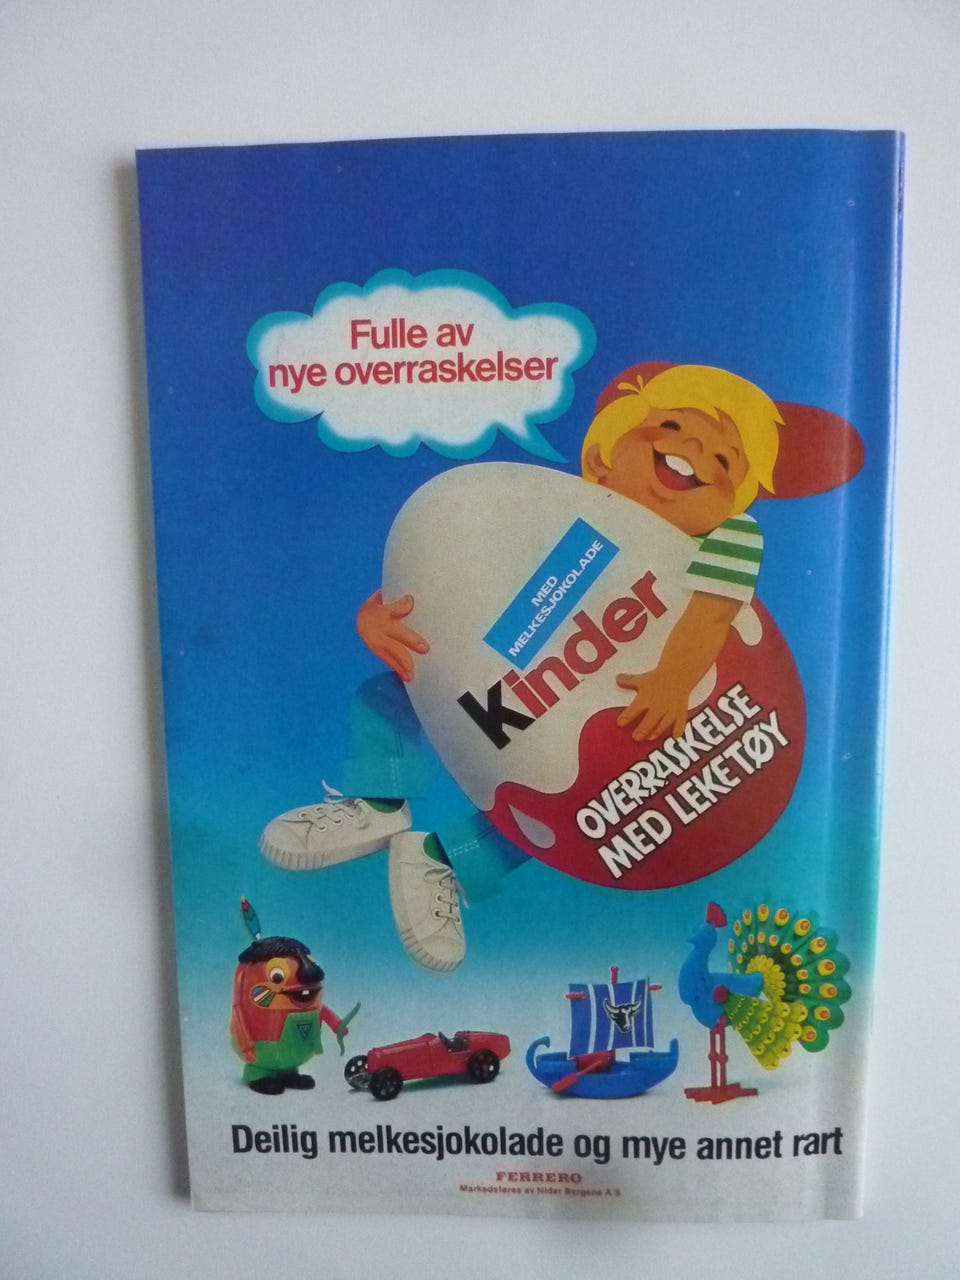 Fulle av
nye overraskelser
MED
MELKESJOKOLADE
kinder
OVERRASKELSE
MED LEKETØY
Deilig melkesjokolade og mye annet rart
FERRERO
Markedsføres av Nidar Bergene A.S